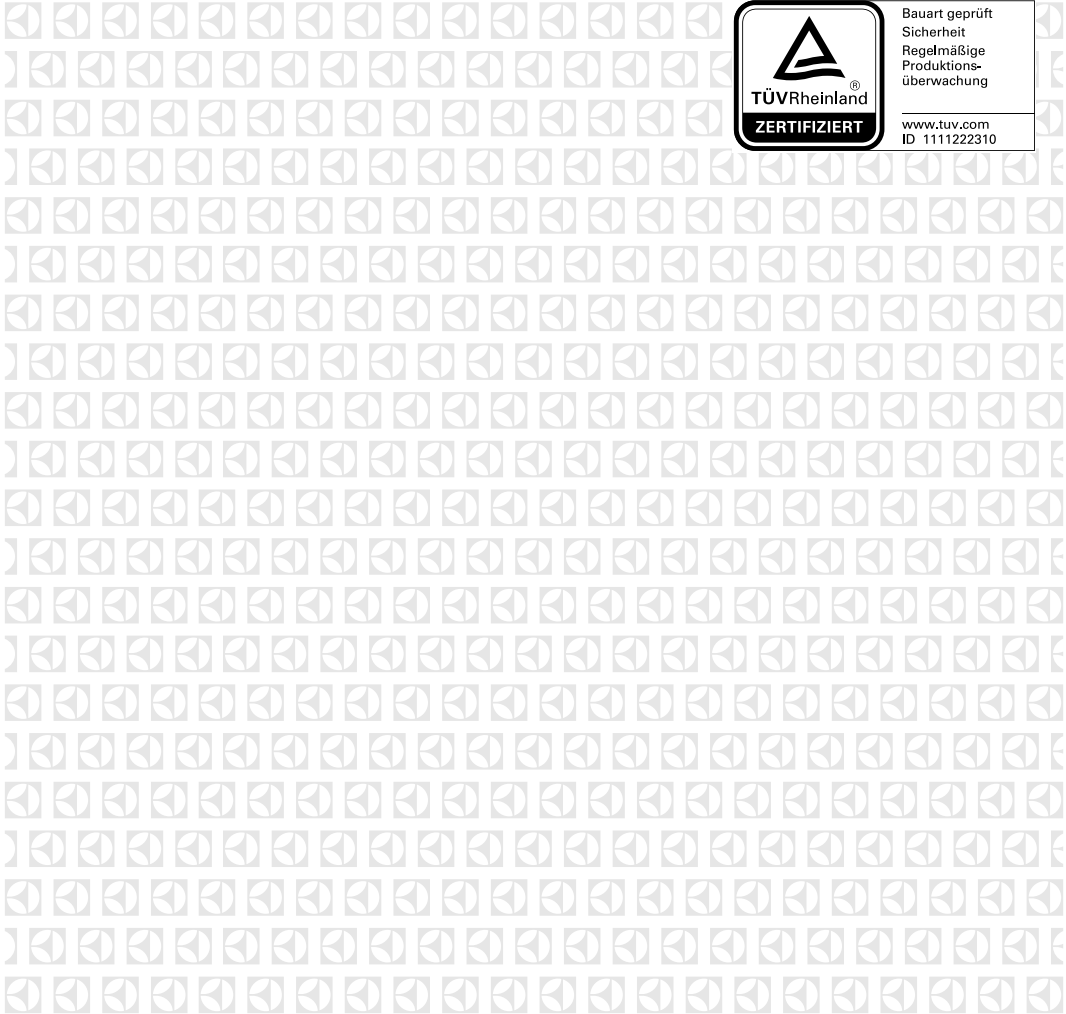 TÜVRheinland®
ZERTIFIZIERT
Bauart geprüft
Sicherheit
Regelmäßige
Produktions-
überwachung
www.tuv.com
ID 1111222310